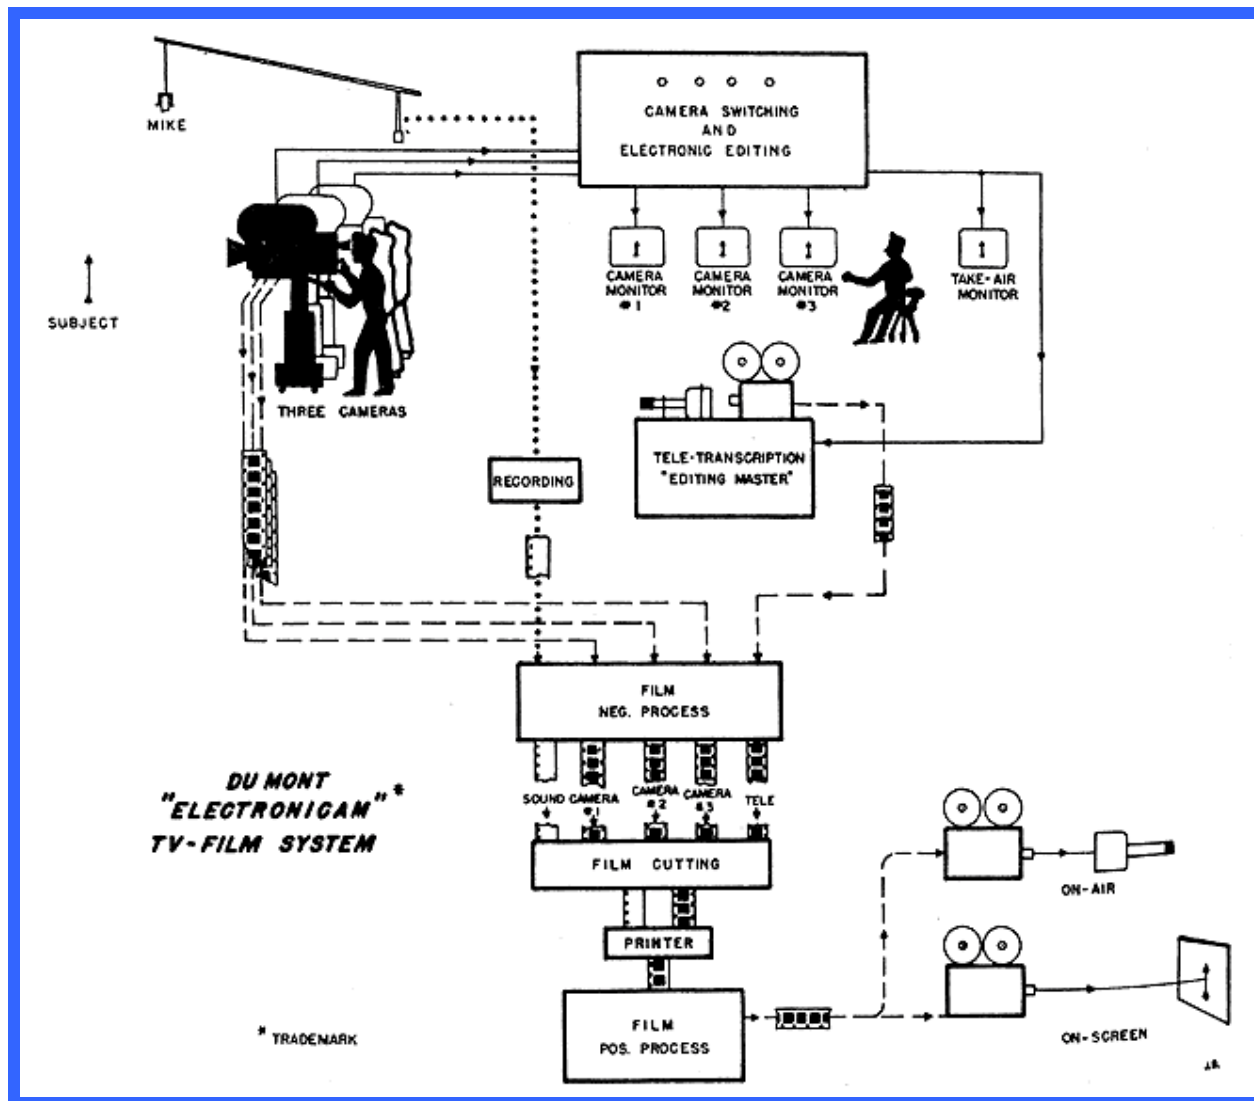 CAMERA SWITCHING
AND
ELECTRONIC EDITING
MIKE
SUBJECT
THREE CAMERAS
CAMERA
MONITOR
#1
CAMERA
MONITOR
#2
CAMERA
MONITOR
#3
TAKE-AIR
MONITOR
TELE-TRANSCRIPTION
"EDITING MASTER"
RECORDING
FILM
NEG. PROCESS
SOUND
CAMERA
#1
CAMERA
#2
CAMERA
#3
TELE
FILM CUTTING
PRINTER
FILM
POS. PROCESS
ON-AIR
ON-SCREEN
DU MONT
"ELECTRONICAM"*
TV-FILM SYSTEM
* TRADEMARK